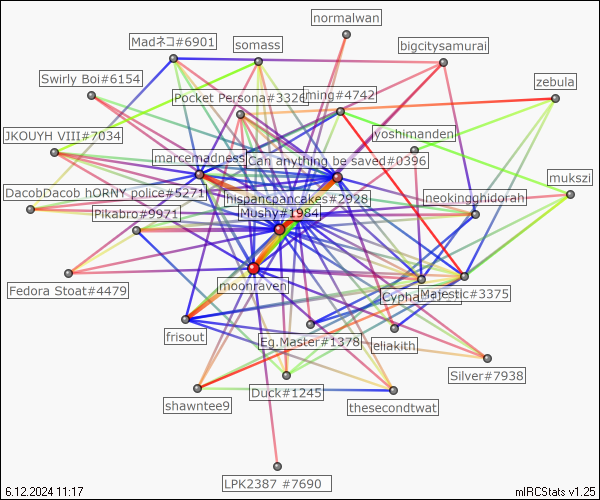 normalwan
Madネコ#6901
somass
bigcitysamurai
Swirly Boi#6154
zebula
Pocket Persona#3326
ming#4742
JKOUYH VIII#7034
yoshimanden
marcemadness
Can anything be saved#0396
DacobDacob hORNY police#5271
hispancpancakes#2928
neokingghidorah
mukszi
Pikabro#9971
Mushy#1984
Fedora Stoat#4479
moonraven
Majestic#3375
frisout
Eg.Master#1378
eliakith
Silver#7938
shawntee9
Duck#1245
thesecondtwat
LPK2387 #7690
6.12.2024 11:17
mIRCStats v1.25